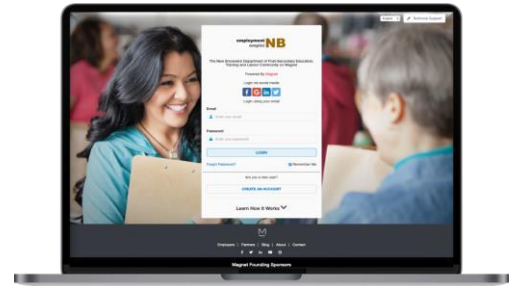 English
Technical Support
employment NB
The New Brunswick Department of Post-Secondary Education,
Training and Labour Community on Magnet
Powered By Magnet
Login via social media
Login using your email
Email
Enter your email
Password
Enter your password
LOGIN
Forgot Password?
Remember Me
Are you a new user?
CREATE AN ACCOUNT
Learn How It Works
Employers | Partners | Blog | About | Contact
Magnet Founding Sponsors